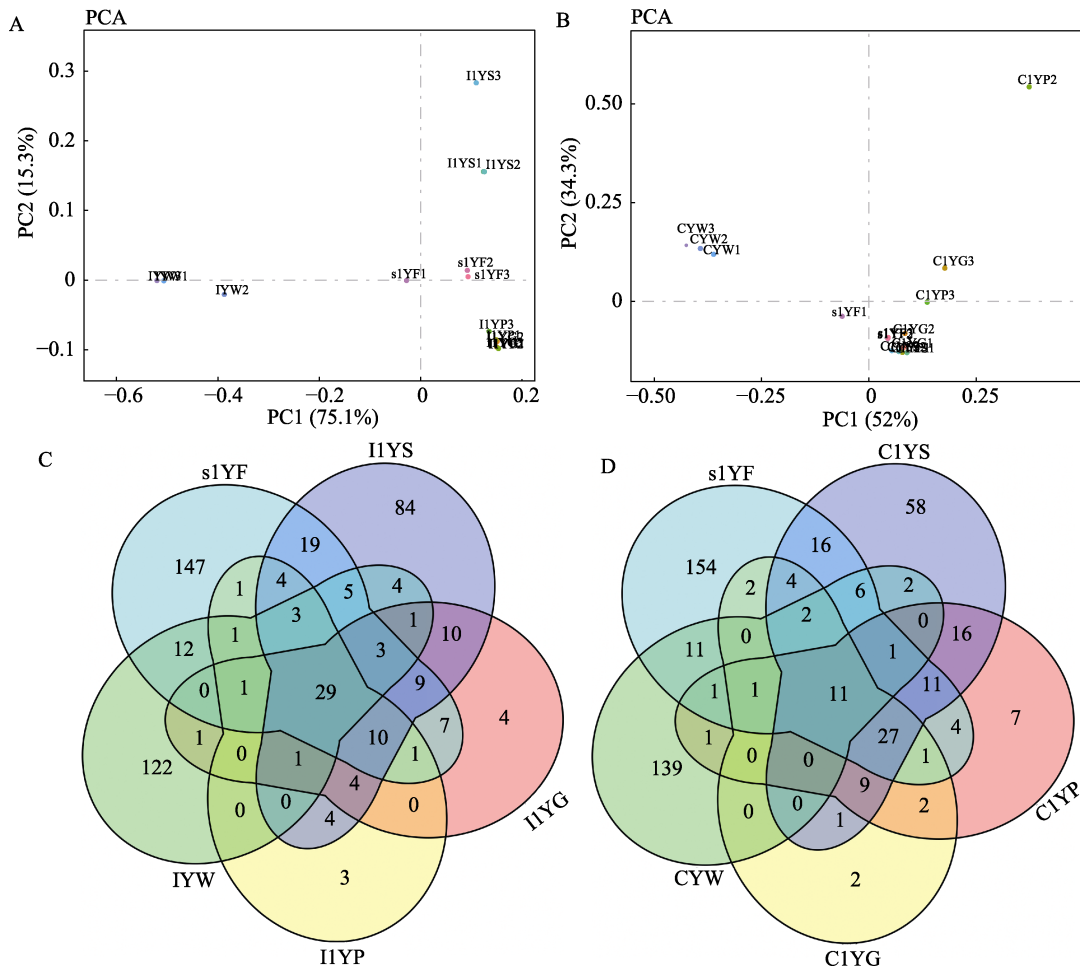 A
PCA
PC2 (15.3%)
0.3
0.2
0.1
0
−0.1
I1YS3
I1YS1 I1YS2
s1YF2
s1YF1
s1YF3
IYW2
I1YP3
−0.6
−0.4
−0.2
0
0.2
PC1 (75.1%)
B
PCA
PC2 (34.3%)
0.50
0.25
0
C1YP2
CYW3
CYW2
CYW1
C1YG3
C1YP3
s1YF1
C1YG2
−0.50
−0.25
0
0.25
PC1 (52%)
C
I1YS
s1YF
84
147
19
1
4
5
4
3
1
10
12
1
3
0
1
29
9
4
7
1
0
10
1
122
1
4
0
0
0
4
I1YG
IYW
3
I1YP
D
C1YS
s1YF
58
154
16
2
4
6
2
2
0
16
11
0
1
1
1
11
11
7
4
1
0
27
1
139
0
9
0
0
2
1
C1YP
CYW
2
C1YG